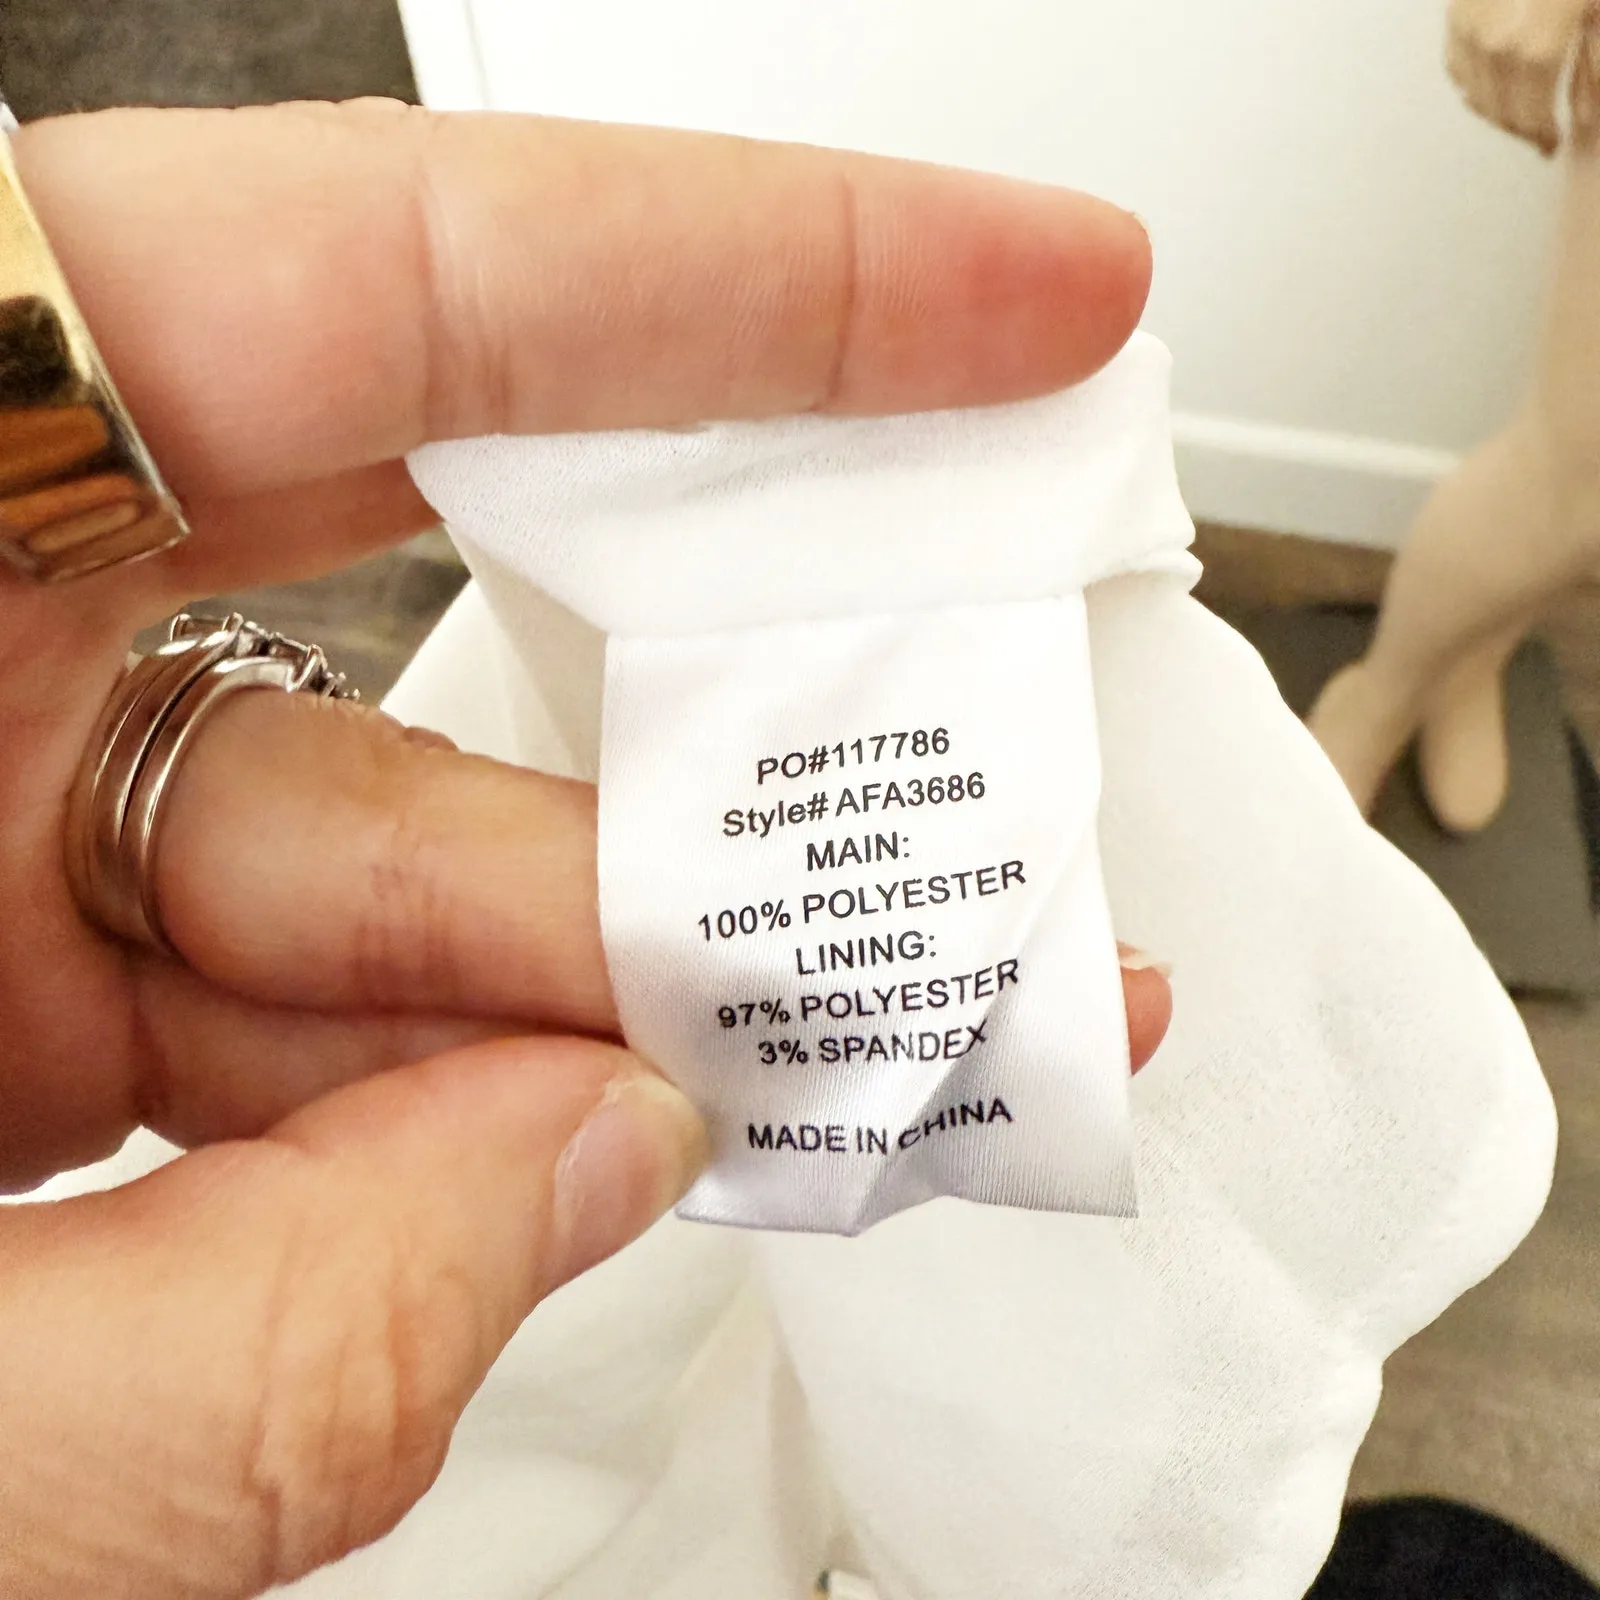 PO#117786
Style# AFA3686
MAIN:
100% POLYESTER
LINING:
97% POLYESTER
3% SPANDEX
MADE IN CHINA